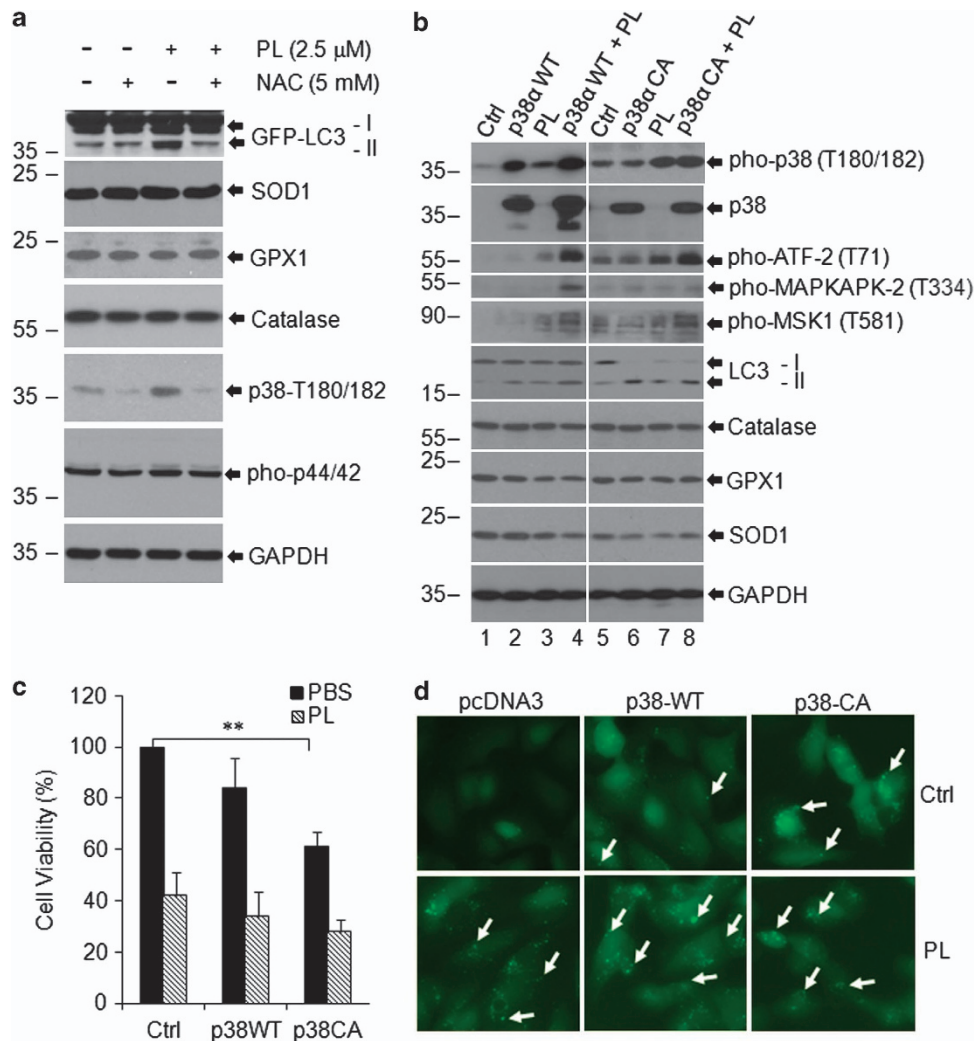 a
- - + + PL (2.5 µM)
- + - + NAC (5 mM)
GFP-LC3 - I
- II
35
25
SOD1
25
GPX1
Catalase
55
p38-T180/182
35
pho-p44/42
35
35
GAPDH
b
Ctrl
p38α WT
PL
p38α WT + PL
Ctrl
p38α CA
PL
p38α CA + PL
35
pho-p38 (T180/182)
35
p38
55
pho-ATF-2 (T71)
55
pho-MAPKAPK-2 (T334)
90
pho-MSK1 (T581)
LC3 - I
- II
15
Catalase
55
25
GPX1
25
SOD1
35
GAPDH
1 2 3 4 5 6 7 8
c
PBS
PL
**
Cell Viability (%)
120
100
80
60
40
20
0
Ctrl p38WT p38CA
d
pcDNA3 p38-WT p38-CA
Ctrl
PL